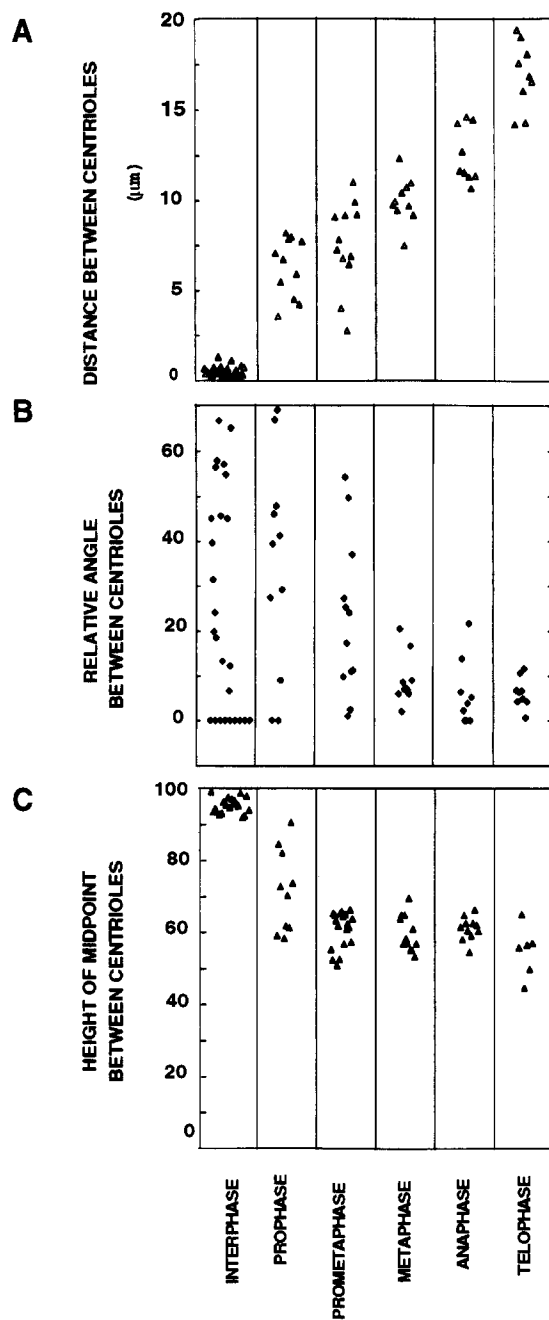 A
DISTANCE BETWEEN CENTRIOLES
(μm)
20
15
10
5
0
B
RELATIVE ANGLE
BETWEEN CENTRIOLES
60
40
20
0
C
HEIGHT OF MIDPOINT
BETWEEN CENTRIOLES
100
80
60
40
20
0
INTERPHASE
PROPHASE
PROMETAPHASE
METAPHASE
ANAPHASE
TELOPHASE